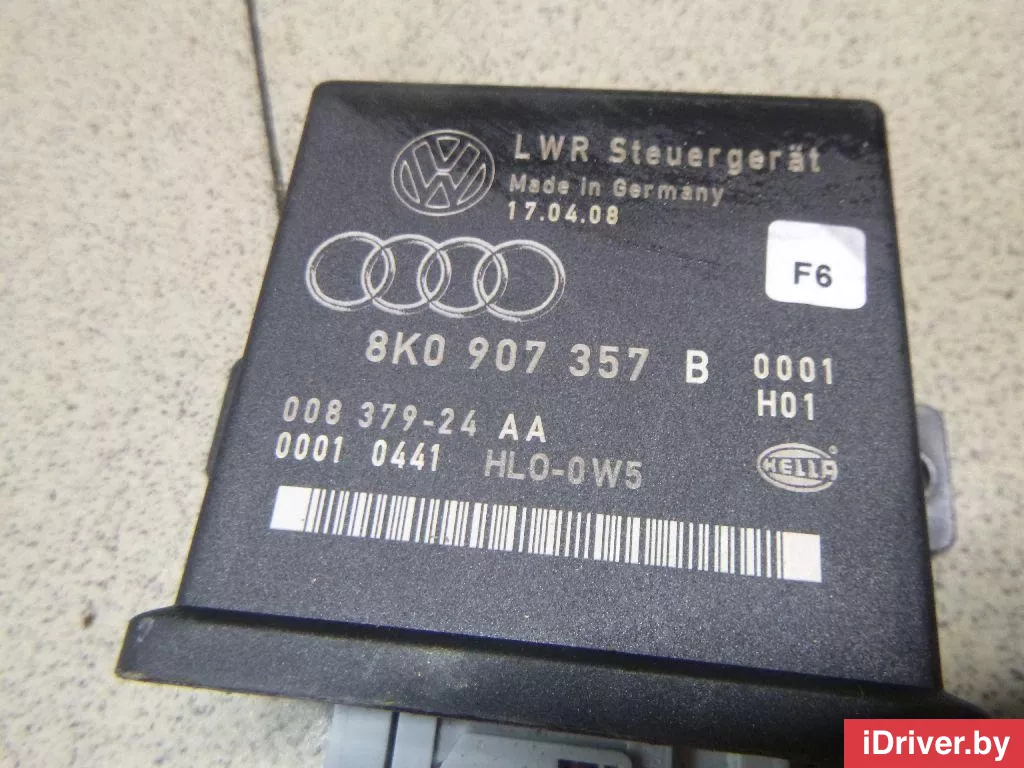 LWR Steuergerät
Made in Germany
17.04.08
F6
8K0 907 357 B 0001
H01
008 379-24 AA
0001 0441 HLO-0W5
HELLA
iDriver.by